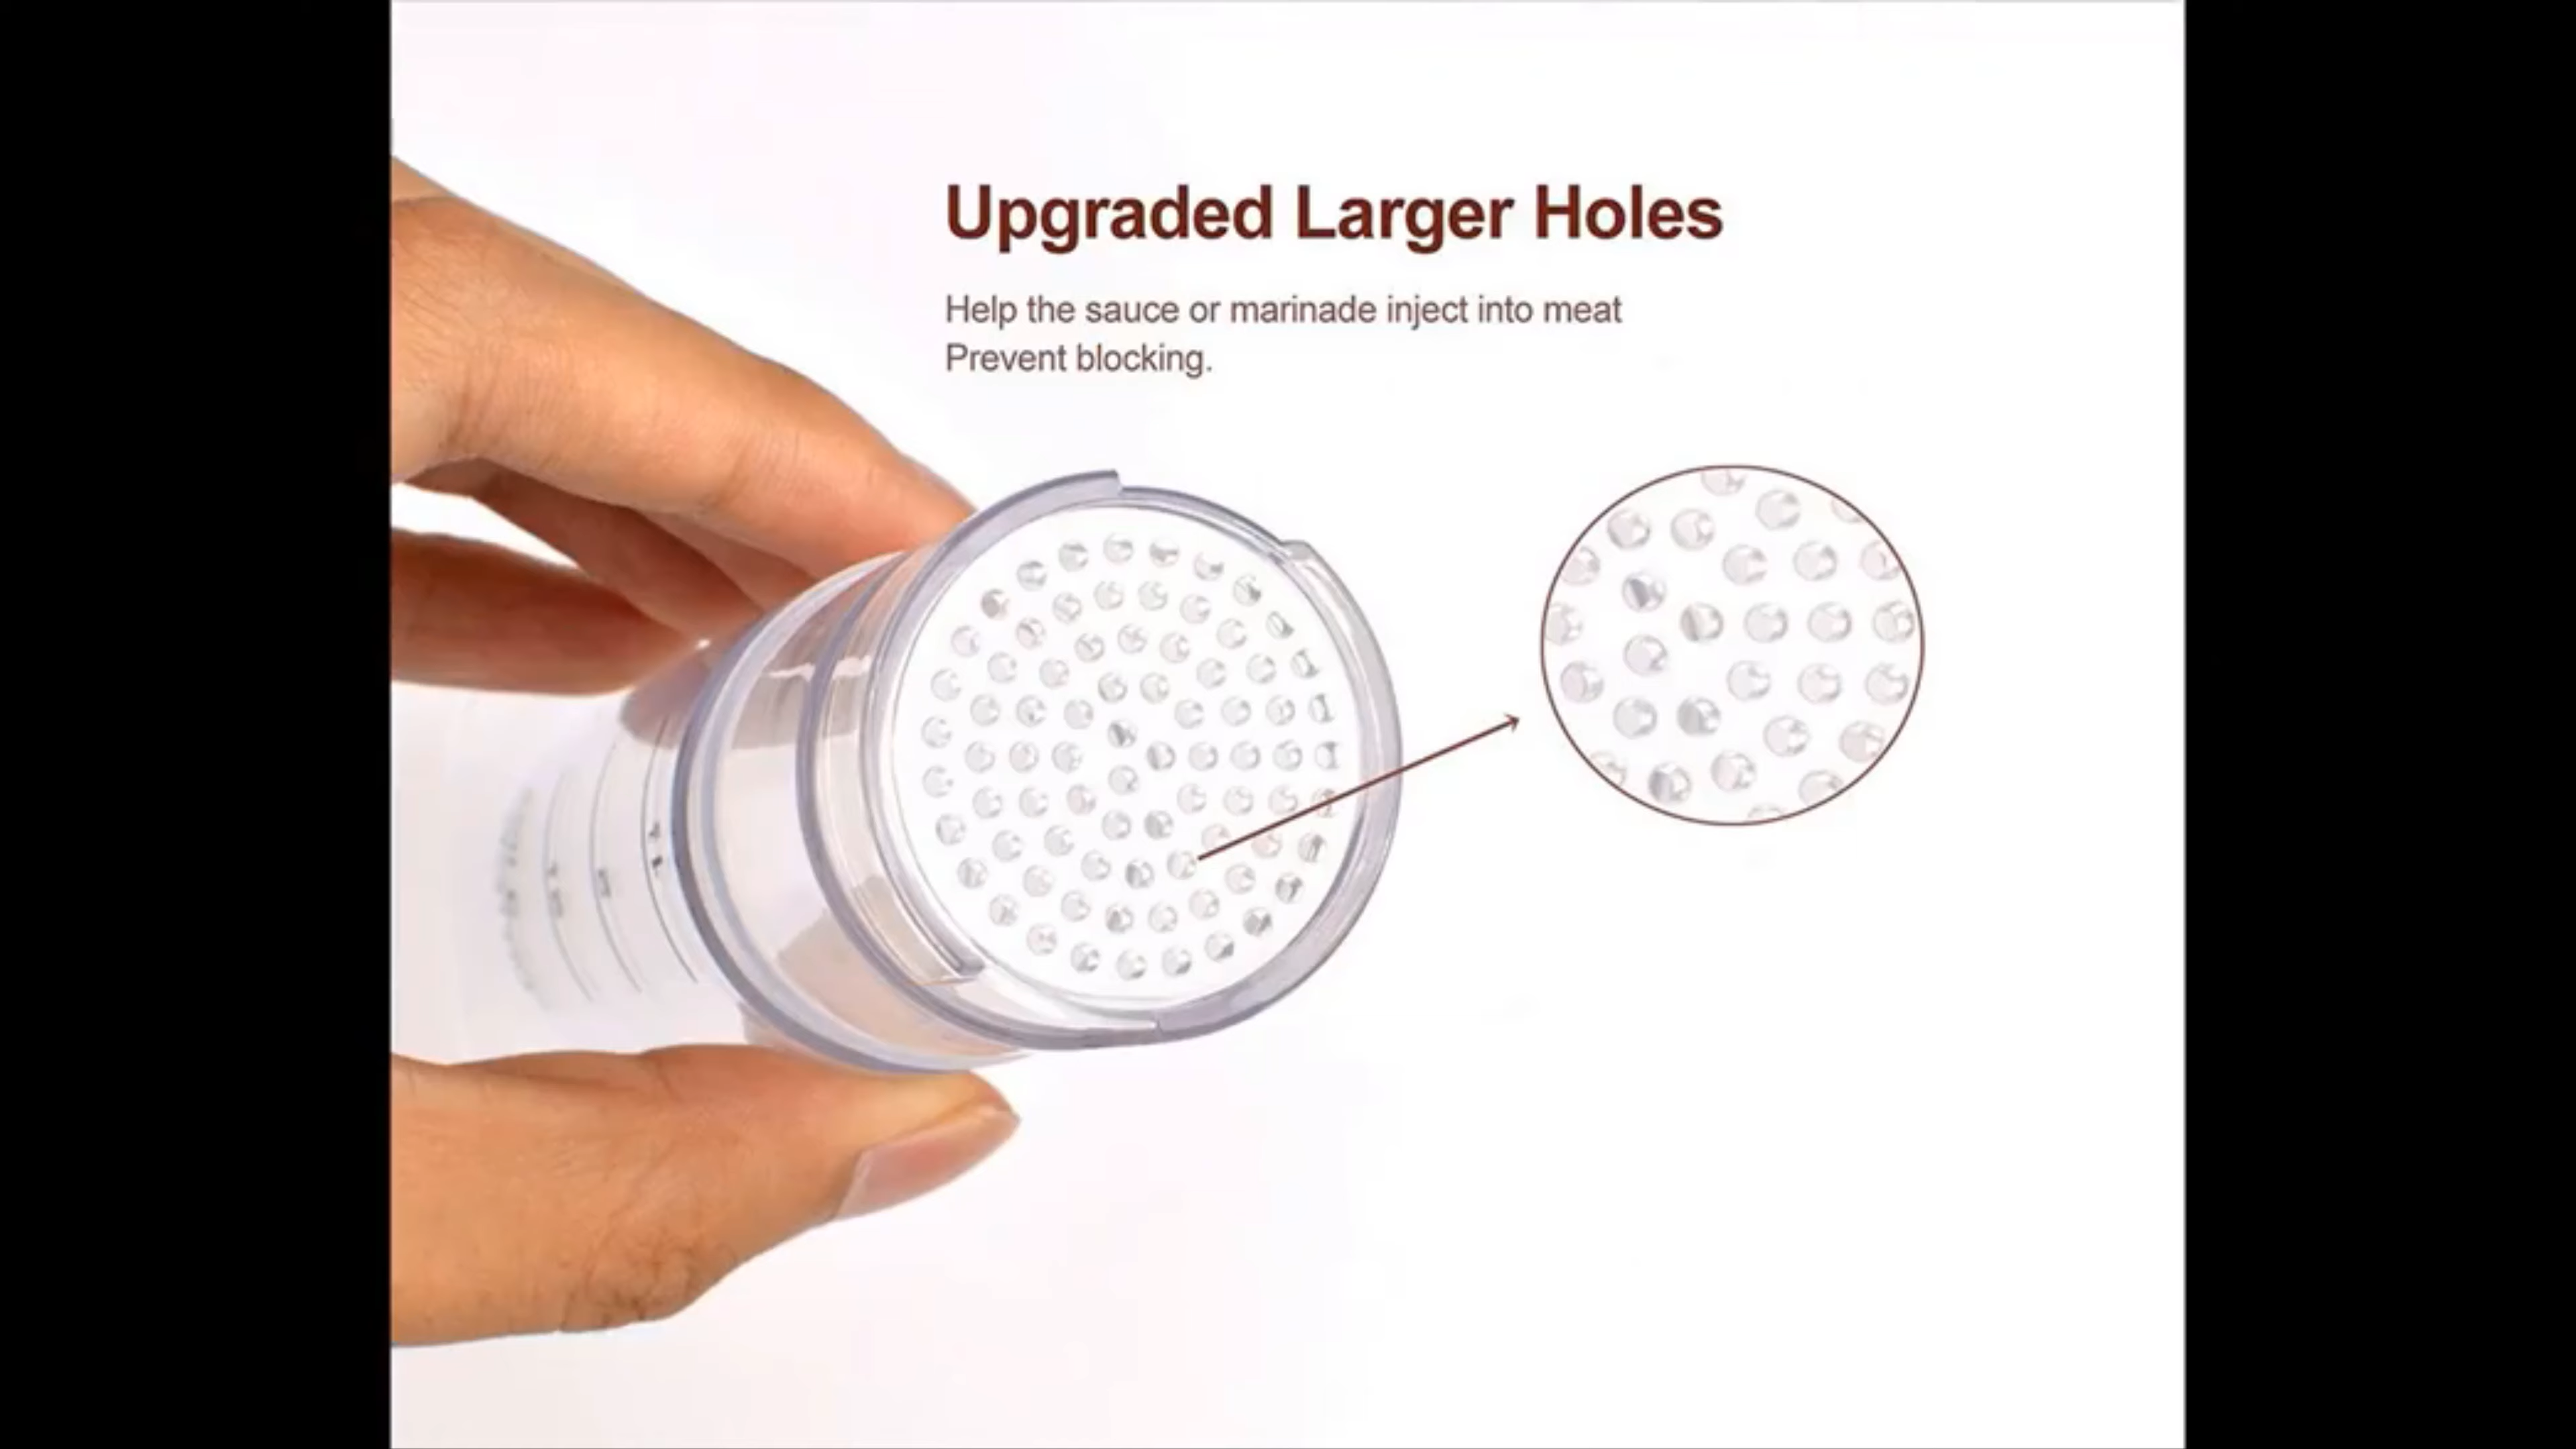 Upgraded Larger Holes
Help the sauce or marinade inject into meat
Prevent blocking.